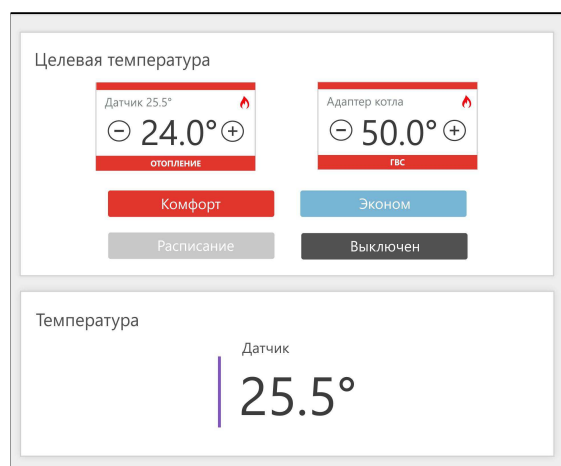 Целевая температура
Датчик 25.5°
24.0°
ОТОПЛЕНИЕ
Адаптер котла
50.0°
ГВС
Комфорт
Эконом
Расписание
Выключен
Температура
Датчик
25.5°